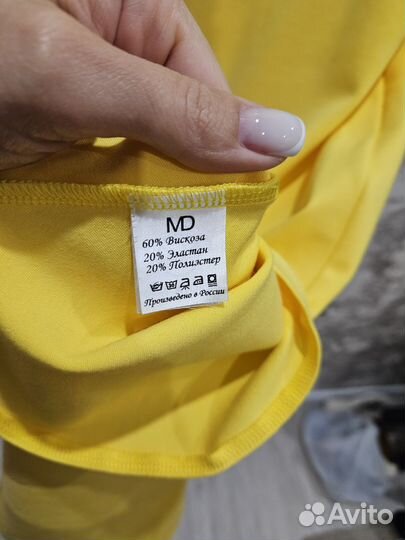 MD
60% Вискоза
20% Эластан
20% Полиэстер
Произведено в России
Avito